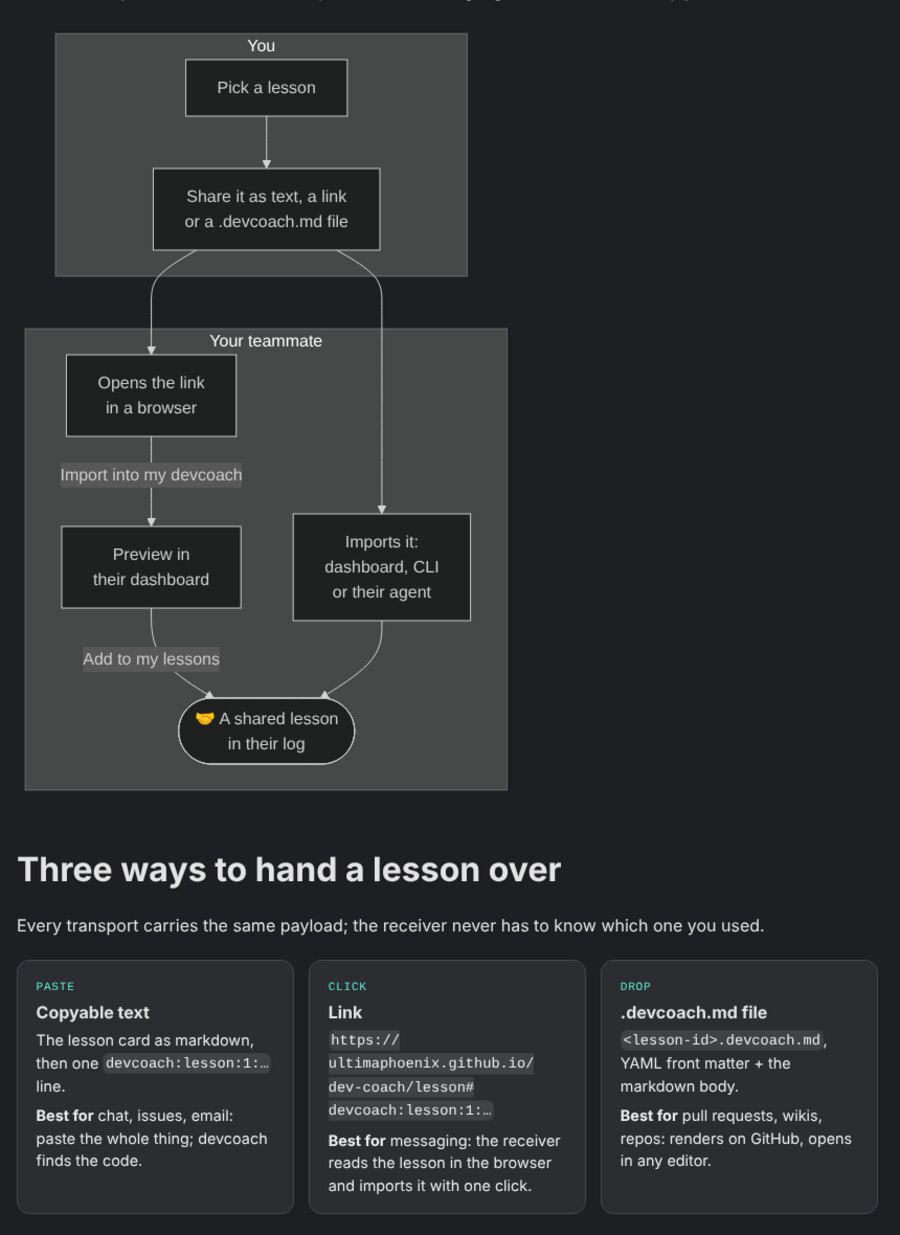 You
Pick a lesson
Share it as text, a link
or a .devcoach.md file
Your teammate
Opens the link
in a browser
Import into my devcoach
Preview in
their dashboard
Imports it:
dashboard, CLI
or their agent
Add to my lessons
🤝 A shared lesson
in their log
Three ways to hand a lesson over
Every transport carries the same payload; the receiver never has to know which one you used.
PASTE
Copyable text
The lesson card as markdown,
then one devcoach:lesson:1:…
line.
Best for chat, issues, email:
paste the whole thing; devcoach
finds the code.
CLICK
Link
https://
ultimaphoenix.github.io/
dev-coach/lesson#
devcoach:lesson:1:…
Best for messaging: the receiver
reads the lesson in the browser
and imports it with one click.
DROP
.devcoach.md file
<lesson-id>.devcoach.md,
YAML front matter + the
markdown body.
Best for pull requests, wikis,
repos: renders on GitHub, opens
in any editor.